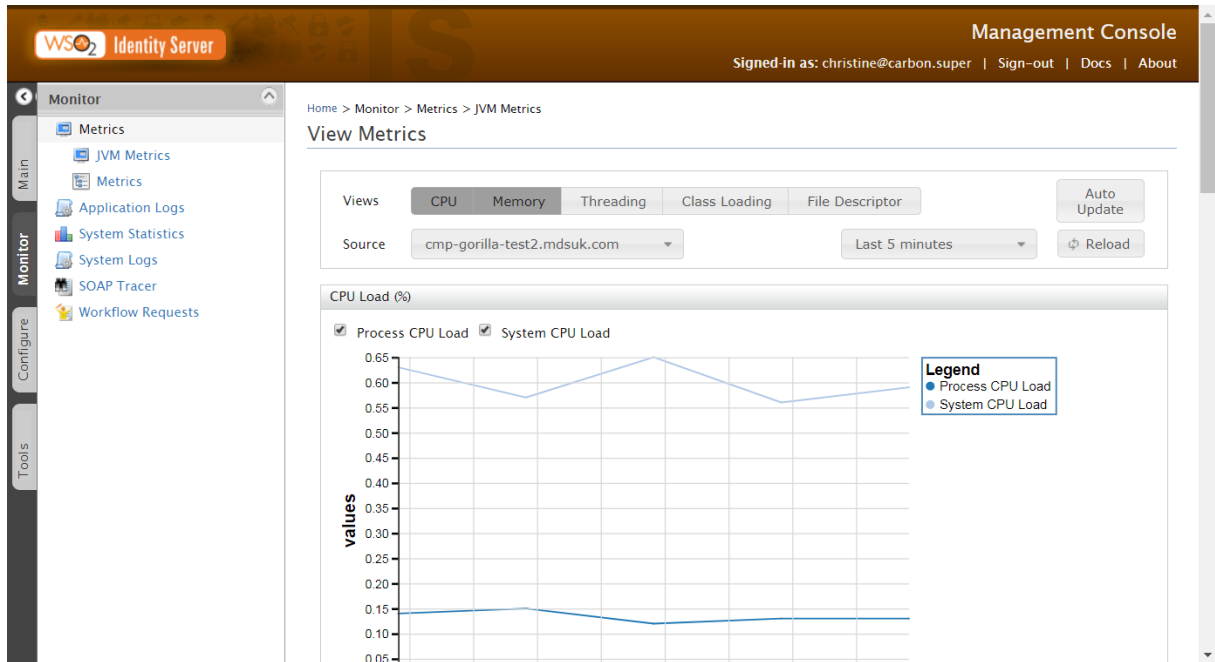 Management Console
WSO2 Identity Server
Signed-in as: christine@carbon.super | Sign-out | Docs | About
Main
Monitor
Configure
Tools
Monitor
Metrics
JVM Metrics
Metrics
Application Logs
System Statistics
System Logs
SOAP Tracer
Workflow Requests
Home > Monitor > Metrics > JVM Metrics
View Metrics
Views CPU Memory Threading Class Loading File Descriptor
Auto
Update
Source cmp-gorilla-test2.mdsuk.com Last 5 minutes Reload
CPU Load (%)
Process CPU Load System CPU Load
0.65
0.60
0.55
0.50
0.45
0.40
0.35
0.30
0.25
0.20
0.15
0.10
0.05
values
Legend
Process CPU Load
System CPU Load